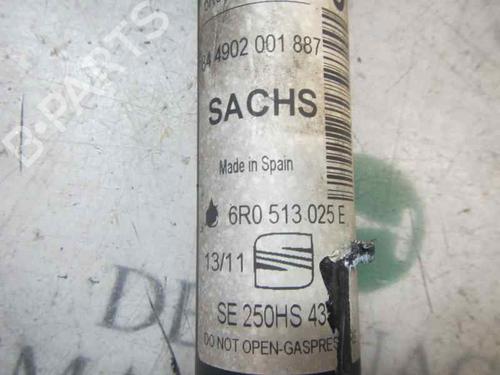 4902 001 887
SACHS
Made in Spain
6R0 513 025 E
13/11
SE 250HS
DO NOT OPEN-GASPRES
B-PARTS